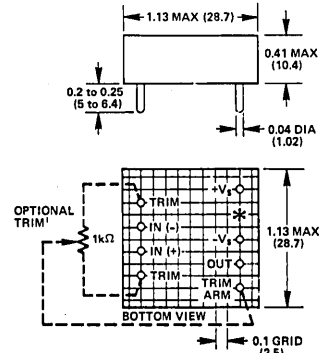 1.13 MAX (28.7)
0.41 MAX
(10.4)
0.2 to 0.25
(5 to 6.4)
0.04 DIA
(1.02)
OPTIONAL
TRIM¹
1kΩ
TRIM
IN (-)
IN (+)
TRIM
+Vs
*
-Vs
OUT
TRIM
ARM
1.13 MAX
(28.7)
BOTTOM VIEW
0.1 GRID
(2.5)